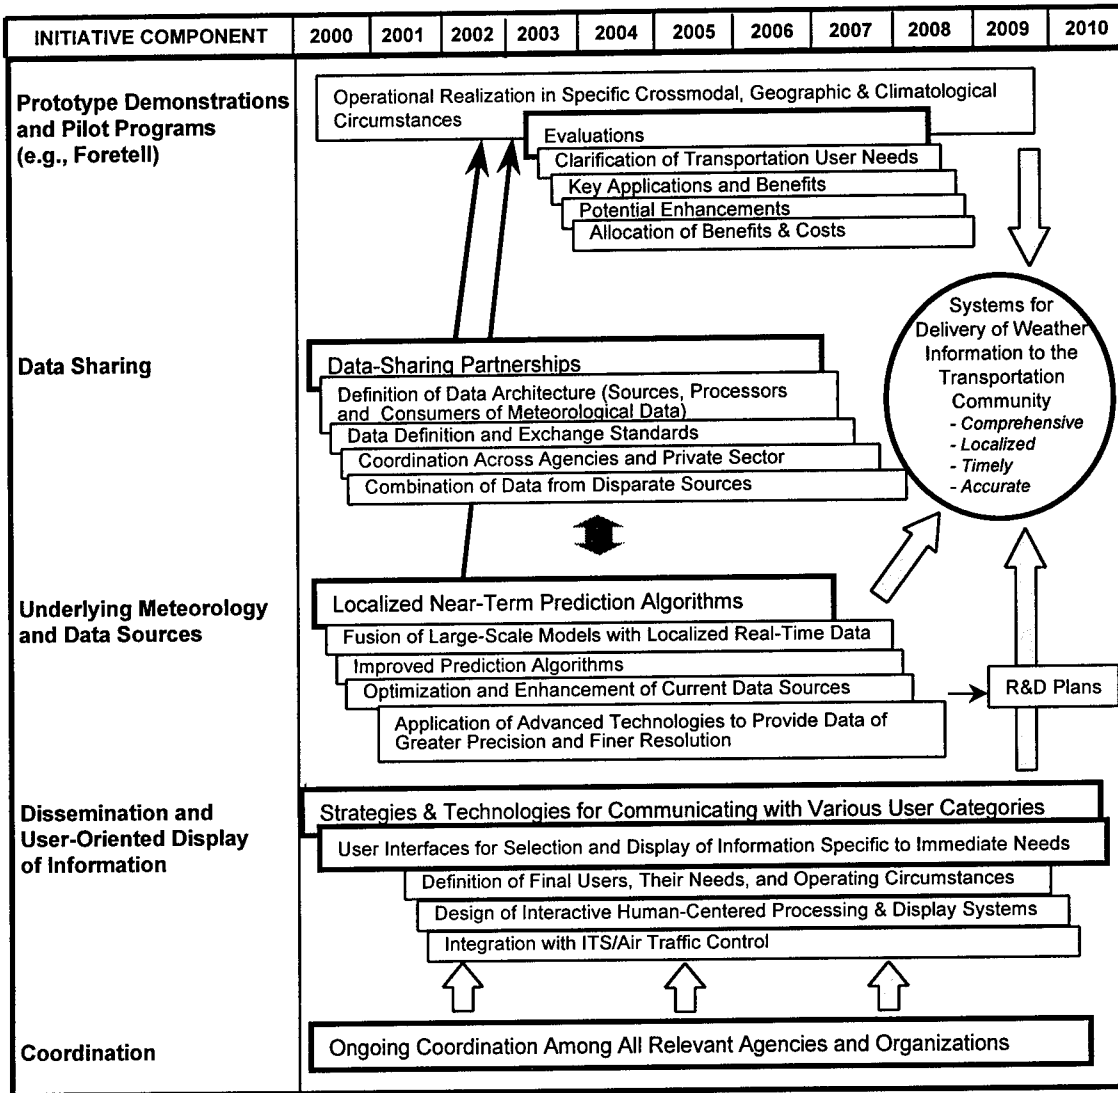 INITIATIVE COMPONENT 2000 2001 2002 2003 2004 2005 2006 2007 2008 2009 2010
Prototype Demonstrations
and Pilot Programs
(e.g., Foretell)
Operational Realization in Specific Crossmodal, Geographic & Climatological
Circumstances
Evaluations
Clarification of Transportation User Needs
Key Applications and Benefits
Potential Enhancements
Allocation of Benefits & Costs
Systems for
Delivery of Weather
Information to the
Transportation
Community
- Comprehensive
- Localized
- Timely
- Accurate
Data Sharing
Data-Sharing Partnerships
Definition of Data Architecture (Sources, Processors
and Consumers of Meteorological Data)
Data Definition and Exchange Standards
Coordination Across Agencies and Private Sector
Combination of Data from Disparate Sources
Underlying Meteorology
and Data Sources
Localized Near-Term Prediction Algorithms
Fusion of Large-Scale Models with Localized Real-Time Data
Improved Prediction Algorithms
Optimization and Enhancement of Current Data Sources
Application of Advanced Technologies to Provide Data of
Greater Precision and Finer Resolution
R&D Plans
Dissemination and
User-Oriented Display
of Information
Strategies & Technologies for Communicating with Various User Categories
User Interfaces for Selection and Display of Information Specific to Immediate Needs
Definition of Final Users, Their Needs, and Operating Circumstances
Design of Interactive Human-Centered Processing & Display Systems
Integration with ITS/Air Traffic Control
Coordination
Ongoing Coordination Among All Relevant Agencies and Organizations